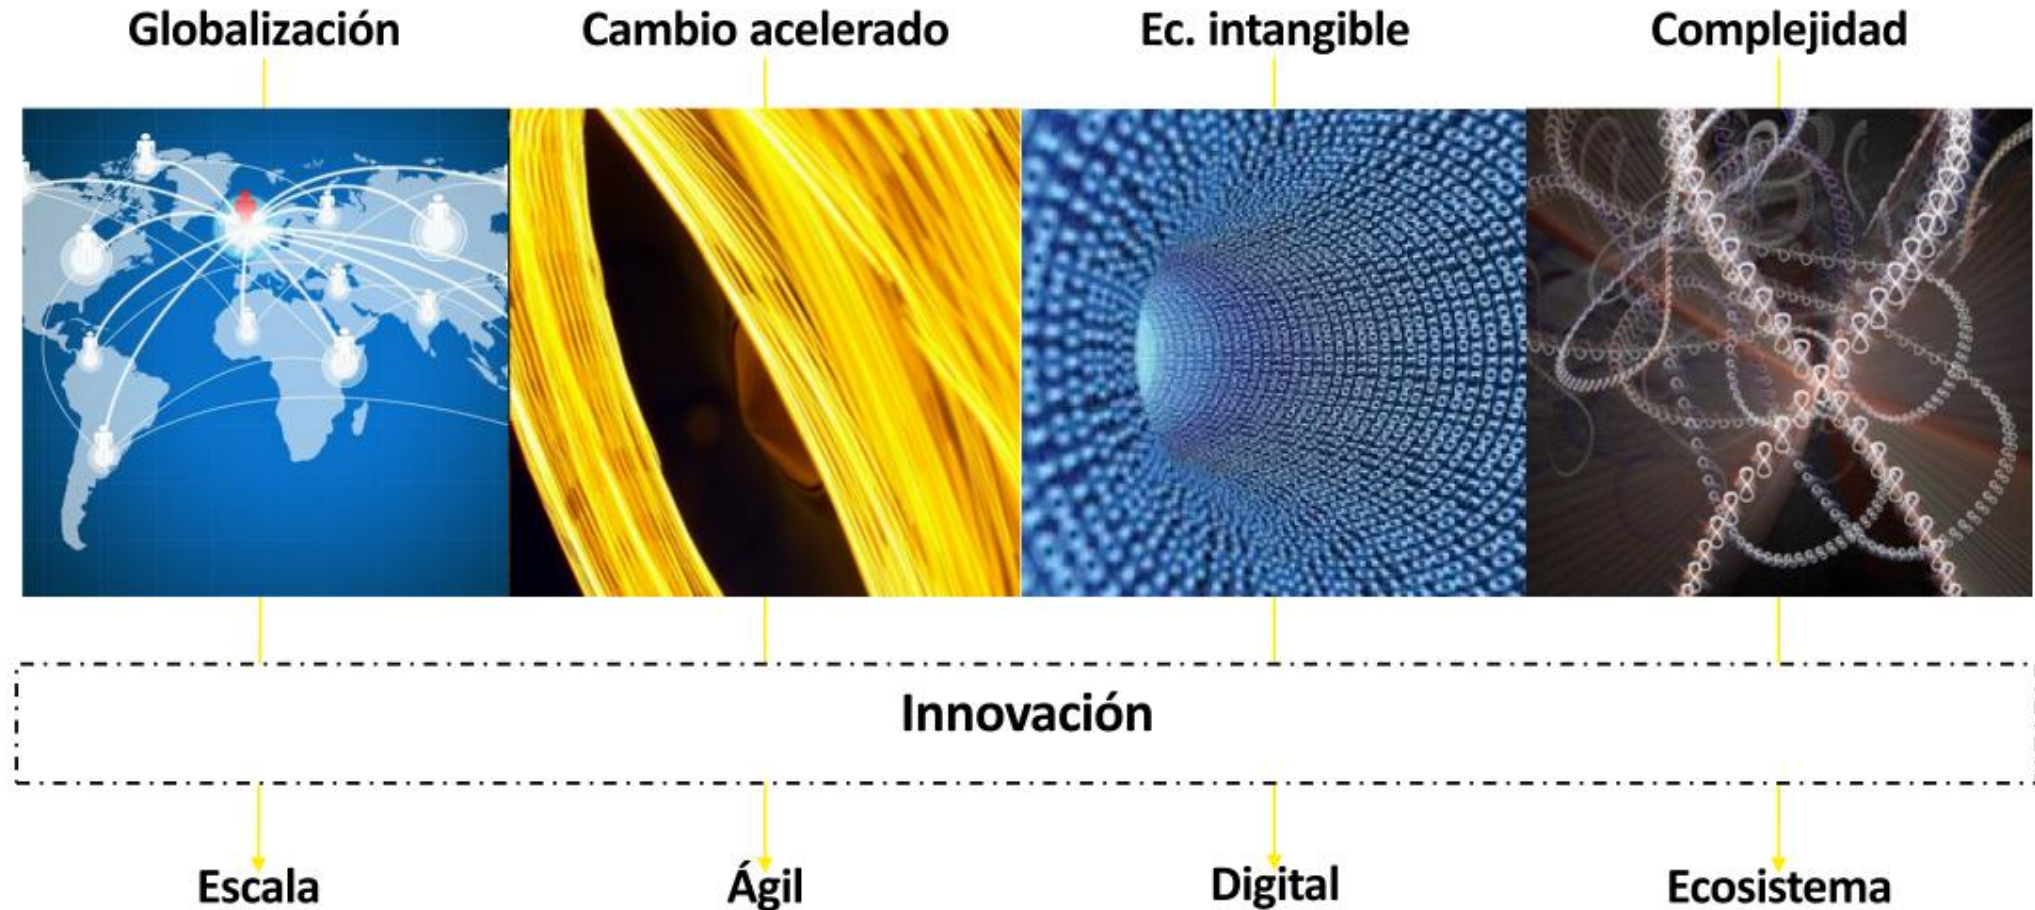 Globalización
Cambio acelerado
Ec. intangible
Complejidad
Innovación
Escala
Ágil
Digital
Ecosistema